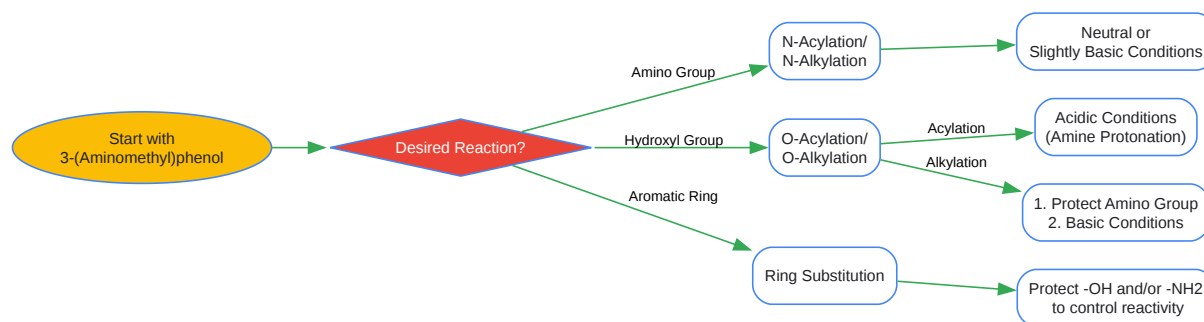 Start with
3-(Aminomethyl)phenol
Desired Reaction?
Amino Group
Hydroxyl Group
Aromatic Ring
N-Acylation/
N-Alkylation
O-Acylation/
O-Alkylation
Ring Substitution
Acylation
Alkylation
Neutral or
Slightly Basic Conditions
Acidic Conditions
(Amine Protonation)
1. Protect Amino Group
2. Basic Conditions
Protect -OH and/or -NH2
to control reactivity